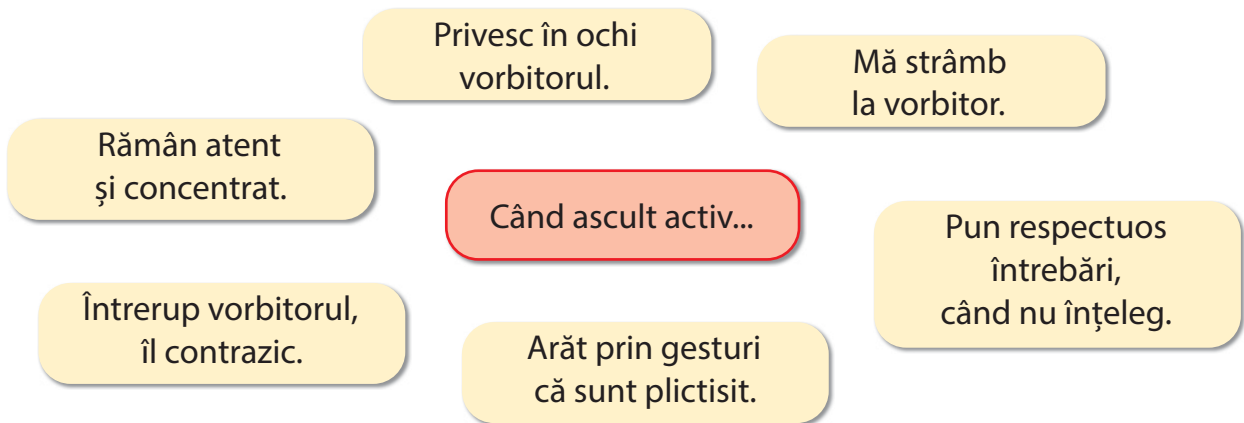 Privesc în ochi
vorbitorul.
Mă strâmb
la vorbitor.
Rămân atent
și concentrat.
Când ascult activ...
Pun respectuos
întrebări,
când nu înțeleg.
Întrerup vorbitorul,
îl contrazic.
Arăt prin gesturi
că sunt plictisit.